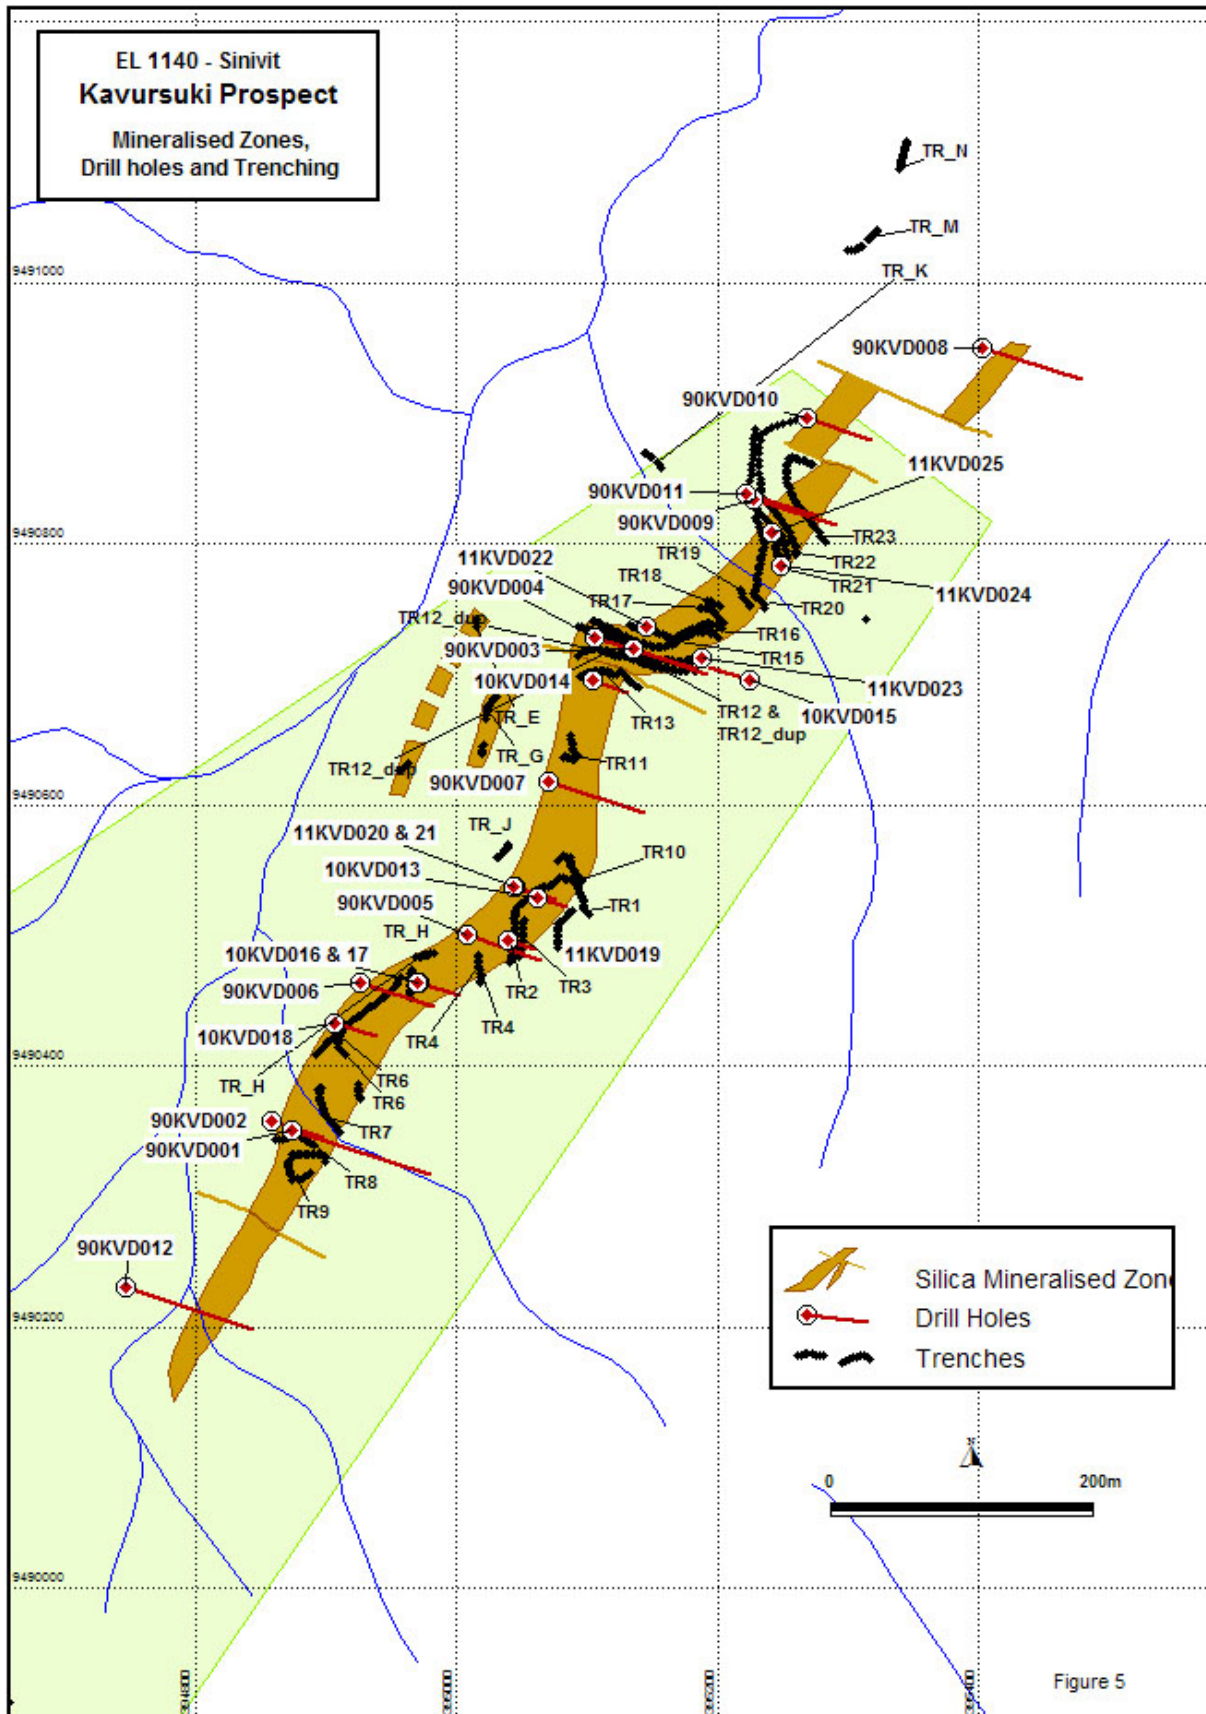 EL 1140 - Sinivit
Kavursuki Prospect
Mineralised Zones,
Drill holes and Trenching
TR_N
TR_M
TR_K
9491000
90KVD008
90KVD010
11KVD025
90KVD011
90KVD009
9490800
TR23
TR19
11KVD022
TR22
TR18
TR21
90KVD004
11KVD024
TR17
TR20
TR12_dup
TR16
90KVD003
TR15
10KVD014
11KVD023
TR_E
TR13
TR12 &
TR12_dup
10KVD015
TR_G
TR11
TR12_dup
90KVD007
9490600
TR_J
11KVD020 & 21
TR10
10KVD013
90KVD005
TR1
TR_H
10KVD016 & 17
11KVD019
TR3
90KVD006
TR2
TR4
TR4
10KVD018
9490400
TR_H
TR6
TR6
90KVD002
TR7
90KVD001
TR8
TR9
90KVD012
Silica Mineralised Zon
9490200
Drill Holes
Trenches
N
0 200m
9490000
394800
395000
395200
395400
Figure 5